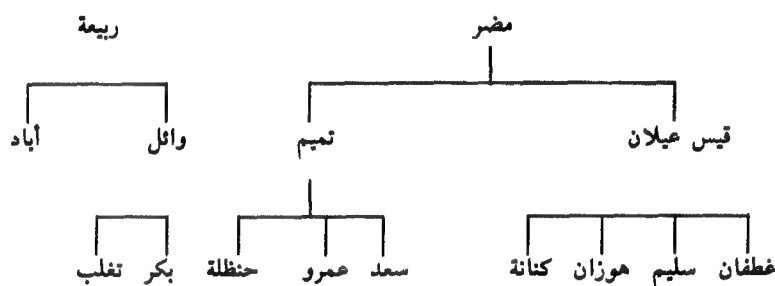 مضر ربيعة
قيس عيلان تميم وائل أباد
غطفان سليم هوزان كنانة سعد عمرو حنظلة بكر تغلب